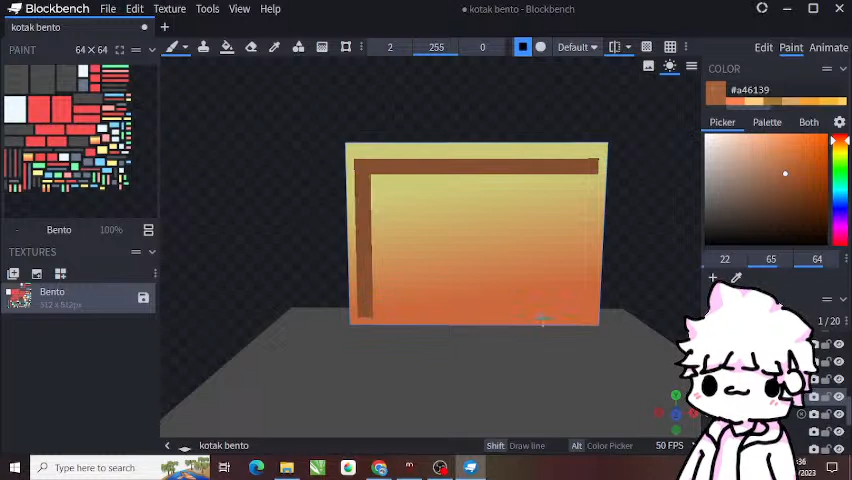 File Edit Texture Tools View Help
kotak bento - Blockbench
kotak bento
PAINT 64×64
2 255 0 Default
Edit Paint Animate
COLOR
#a46139
Picker Palette Both
22 65 64
Bento 100%
TEXTURES
Bento
512 x 512px
1 / 20
kotak bento
Shift Draw line Alt Color Picker 50 FPS
Type here to search